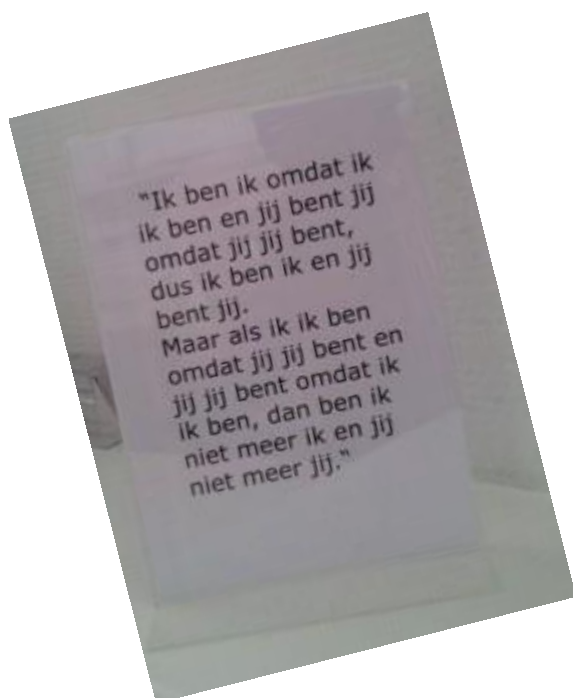 "Ik ben ik omdat ik
ik ben en jij bent jij
omdat jij jij bent,
dus ik ben ik en jij
bent jij.
Maar als ik ik ben
omdat jij jij bent en
jij jij bent omdat ik
ik ben, dan ben ik
niet meer ik en jij
niet meer jij."